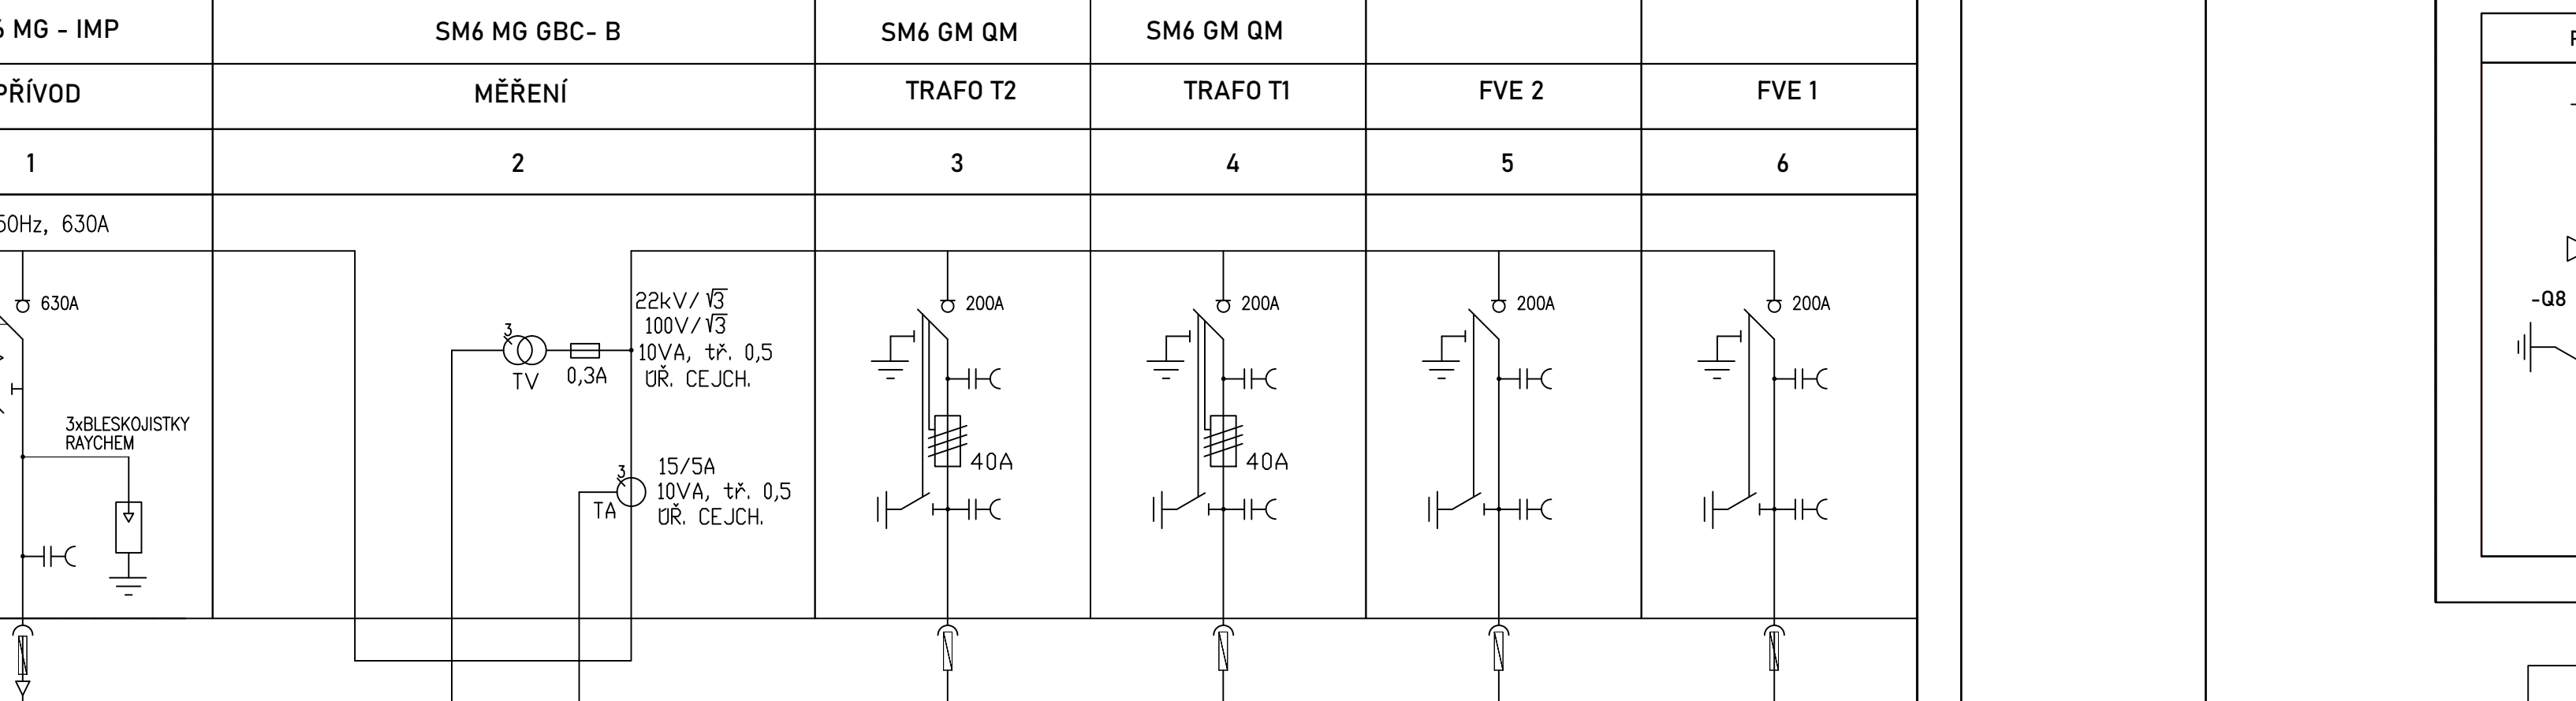 MG - IMP
SM6 MG GBC- B
SM6 GM QM
SM6 GM QM
PŘÍVOD
MĚŘENÍ
TRAFO T2
TRAFO T1
FVE 2
FVE 1
1
2
3
4
5
6
50Hz, 630A
630A
3xBLESKOJISTKY
RAYCHEM
3
TV
0,3A
22kV/√3
100V/√3
10VA, tř. 0,5
ÚŘ. CEJCH.
3
TA
15/5A
10VA, tř. 0,5
ÚŘ. CEJCH.
200A
40A
200A
40A
200A
200A
-Q8